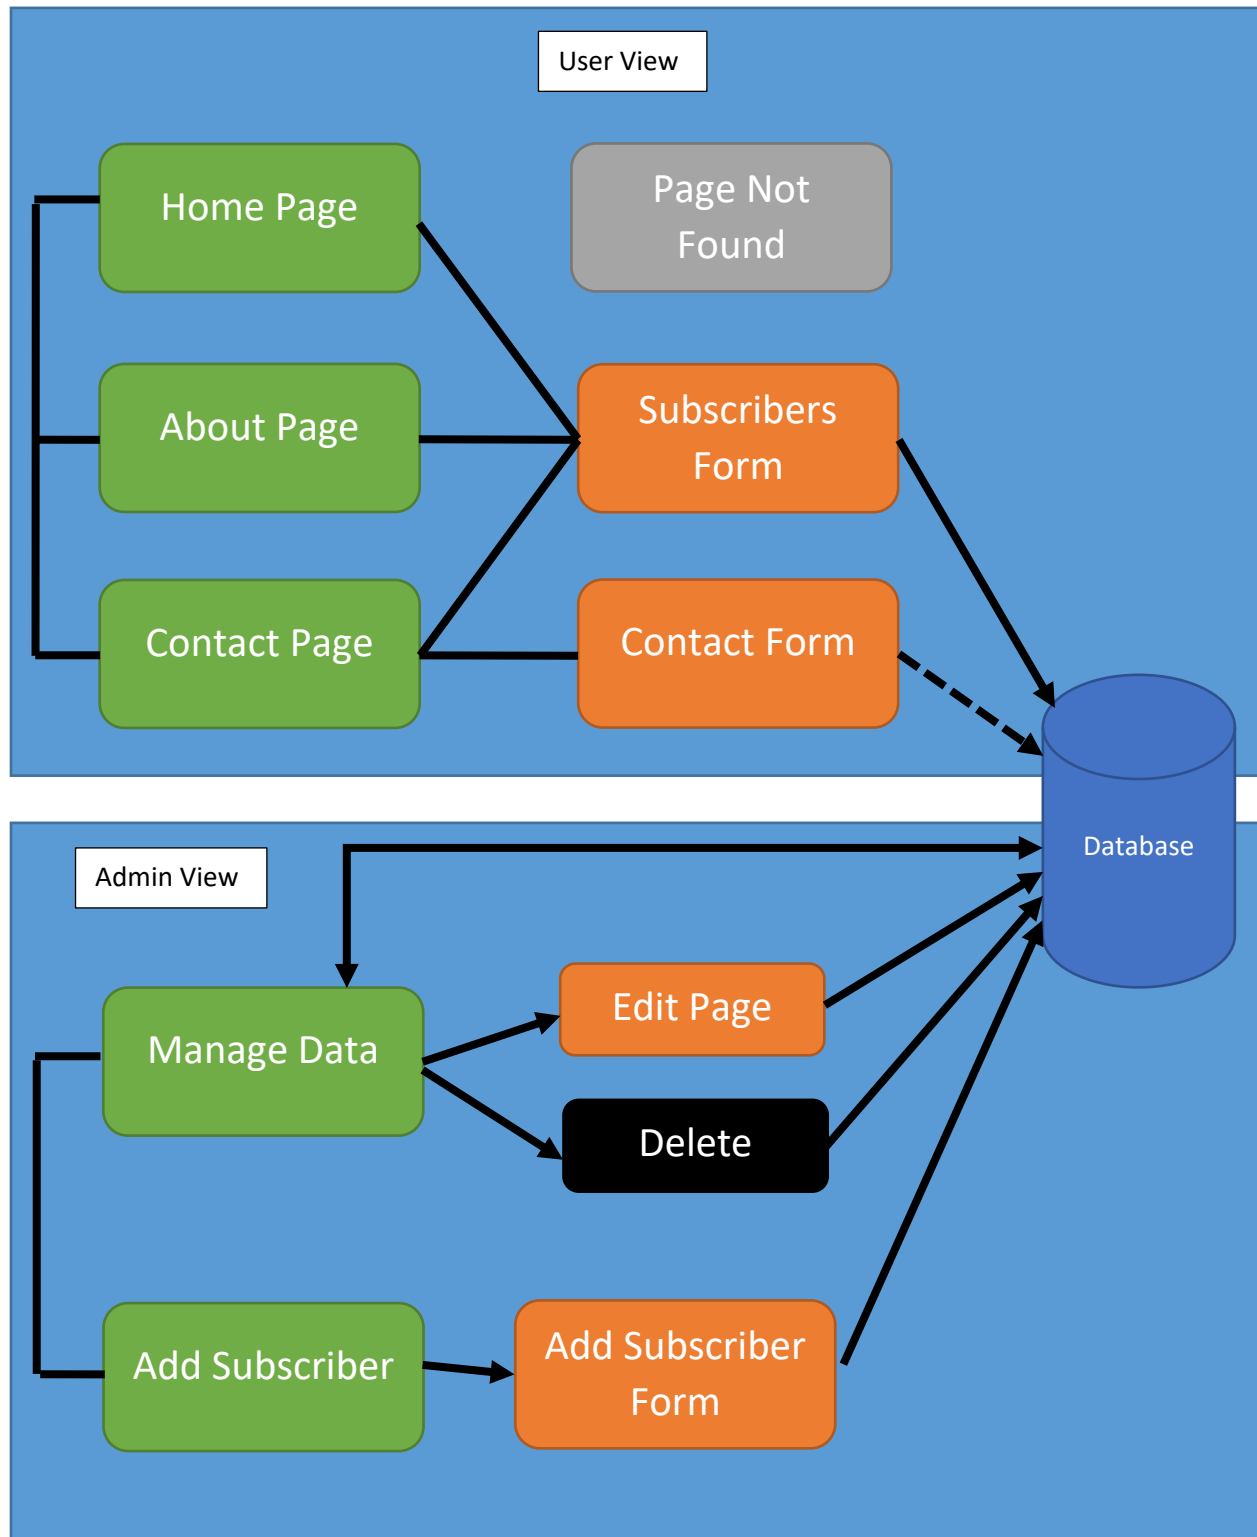 User View
Home Page
Page Not
Found
About Page
Subscribers
Form
Contact Page
Contact Form
Database
Admin View
Manage Data
Edit Page
Delete
Add Subscriber
Add Subscriber
Form